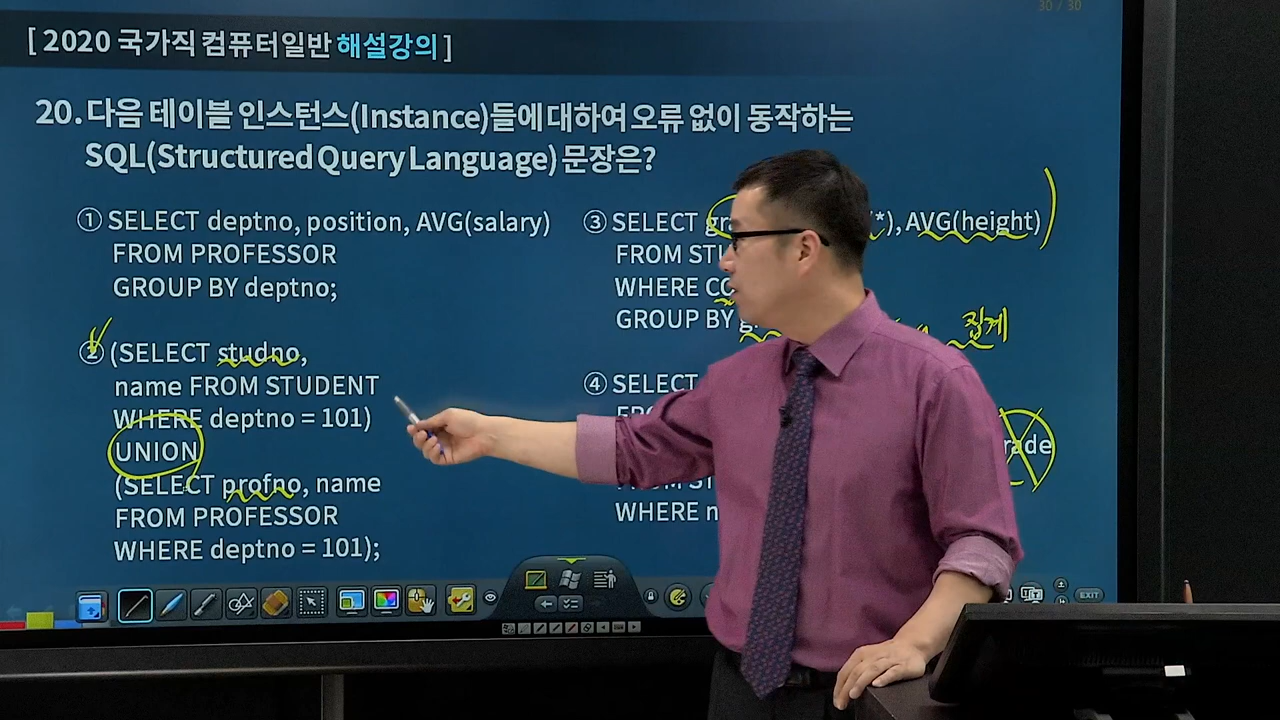 30 / 30
[ 2020 국가직 컴퓨터일반 해설강의 ]
20. 다음 테이블 인스턴스(Instance)들에 대하여 오류 없이 동작하는
SQL(Structured Query Language) 문장은?
① SELECT deptno, position, AVG(salary)
FROM PROFESSOR
GROUP BY deptno;
② (SELECT studno,
name FROM STUDENT
WHERE deptno = 101)
UNION
(SELECT profno, name
FROM PROFESSOR
WHERE deptno = 101);
③ SELECT (*), AVG(height)
FROM
WHERE
GROUP BY
집계
④ SELECT
WHERE
EXIT